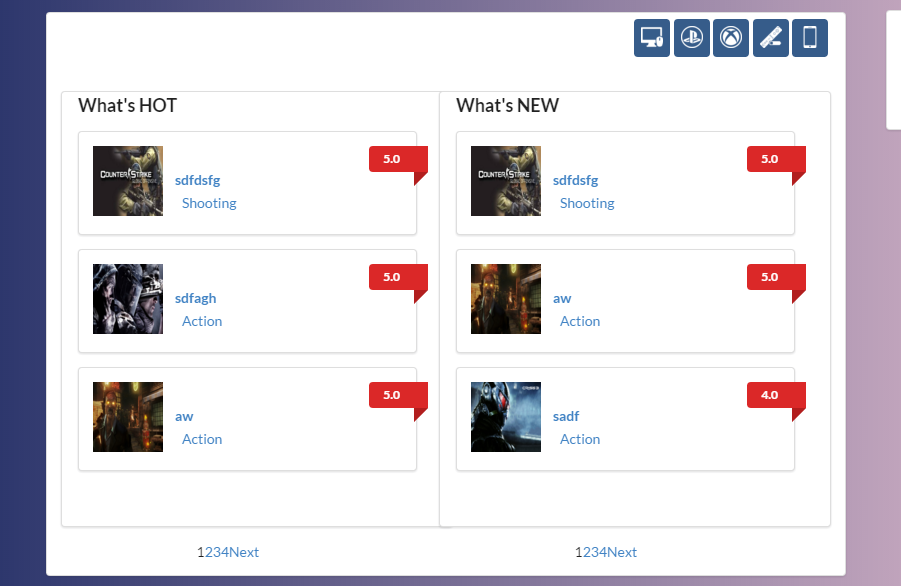 What's HOT
5.0
COUNTER STRIKE
sdfdsfg
Shooting
5.0
sdfagh
Action
5.0
aw
Action
1234Next
What's NEW
5.0
COUNTER STRIKE
sdfdsfg
Shooting
5.0
aw
Action
4.0
sadf
Action
1234Next